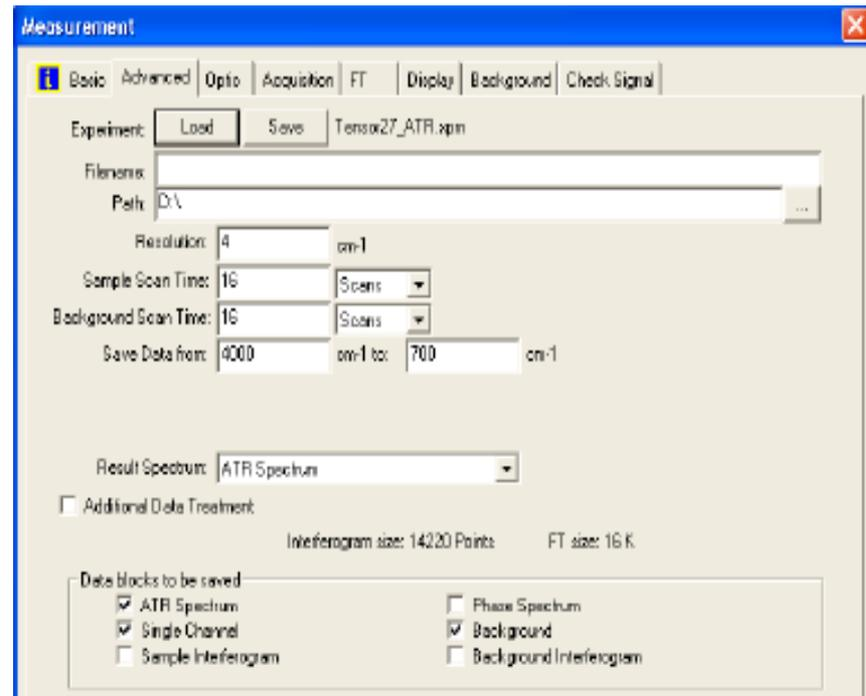 Measurement
Basic Advanced Optic Acquisition FT Display Background Check Signal
Experiment: Load Save Tensor27_ATR.xpm
Filename:
Path: D:\ ...
Resolution: 4 cm-1
Sample Scan Time: 16 Scans
Background Scan Time: 16 Scans
Save Data from: 4000 cm-1 to: 700 cm-1
Result Spectrum: ATR Spectrum
Additional Data Treatment
Interferogram size: 14220 Points FT size: 16 K
Data blocks to be saved
ATR Spectrum Phase Spectrum
Single Channel Background
Sample Interferogram Background Interferogram